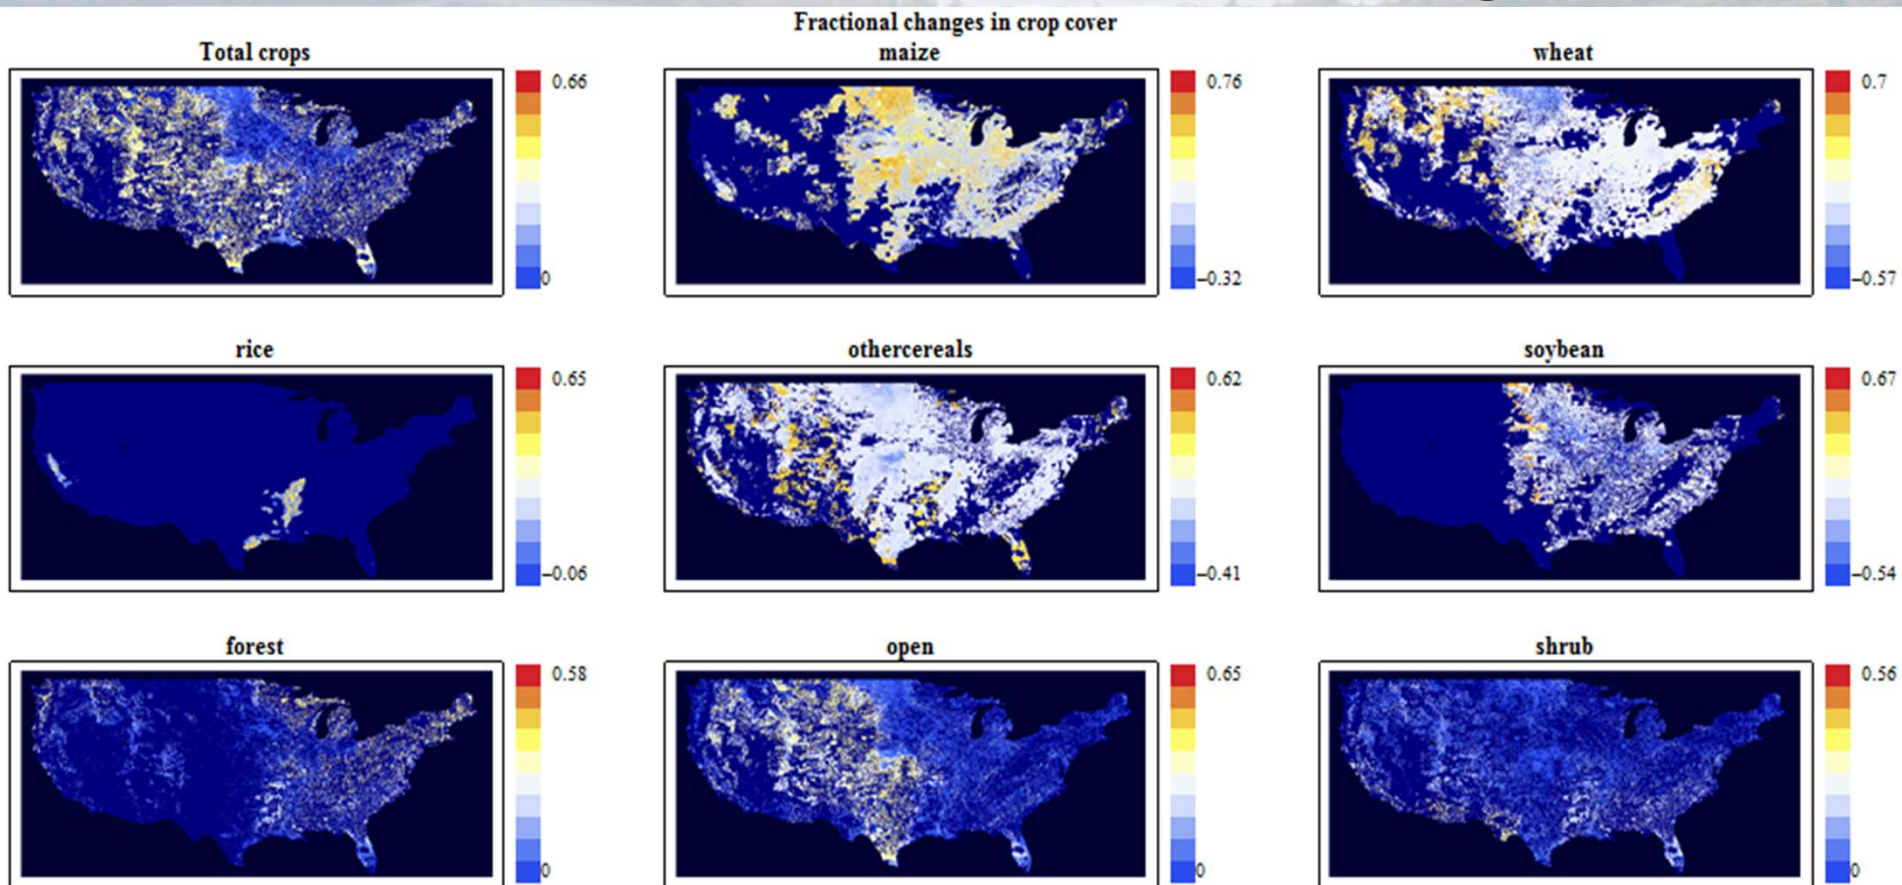 Fractional changes in crop cover
Total crops
maize
wheat
0.66
0
0.76
−0.32
0.7
−0.57
rice
othercereals
soybean
0.65
−0.06
0.62
−0.41
0.67
−0.54
forest
open
shrub
0.58
0
0.65
0
0.56
0